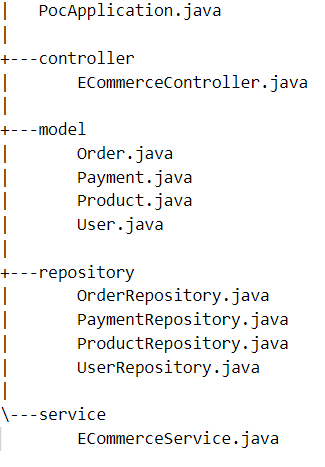 |   PocApplication.java
|
+---controller
|       ECommerceController.java
|
+---model
|       Order.java
|       Payment.java
|       Product.java
|       User.java
|
+---repository
|       OrderRepository.java
|       PaymentRepository.java
|       ProductRepository.java
|       UserRepository.java
|
\---service
        ECommerceService.java